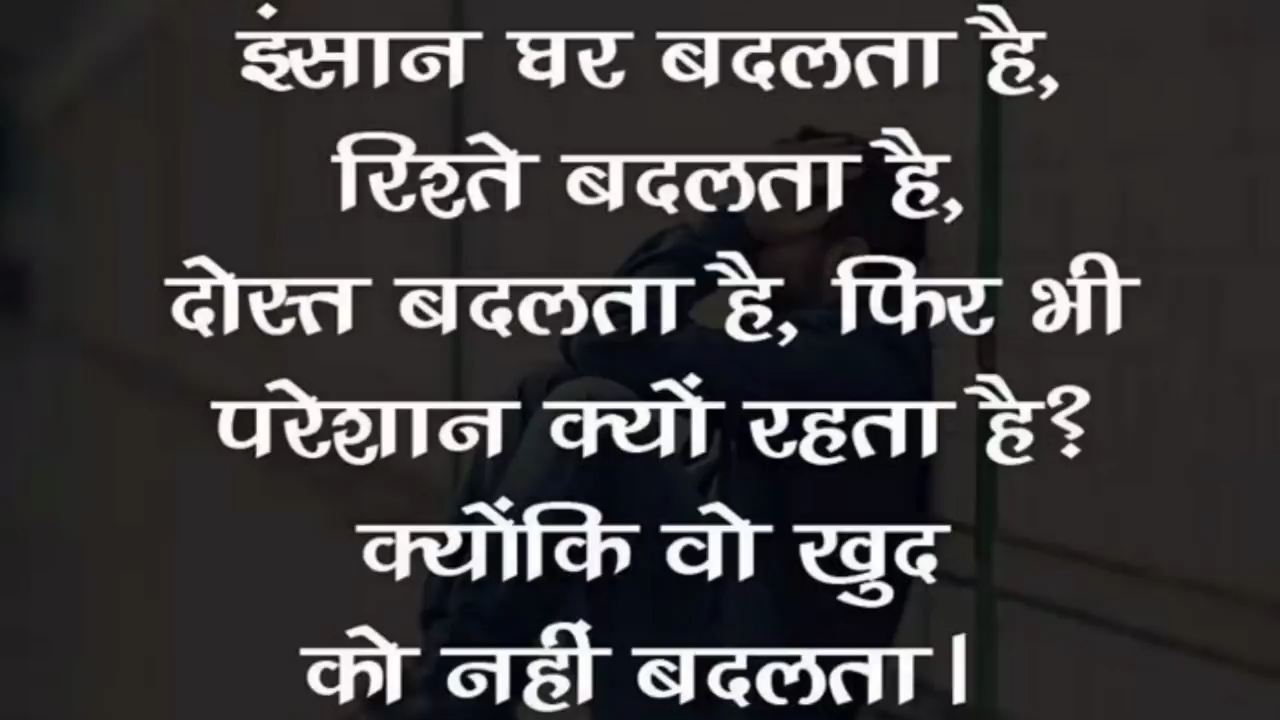 इंसान घर बदलता है,
रिश्ते बदलता है,
दोस्त बदलता है, फिर भी
परेशान क्यों रहता है?
क्योंकि वो खुद
को नहीं बदलता।